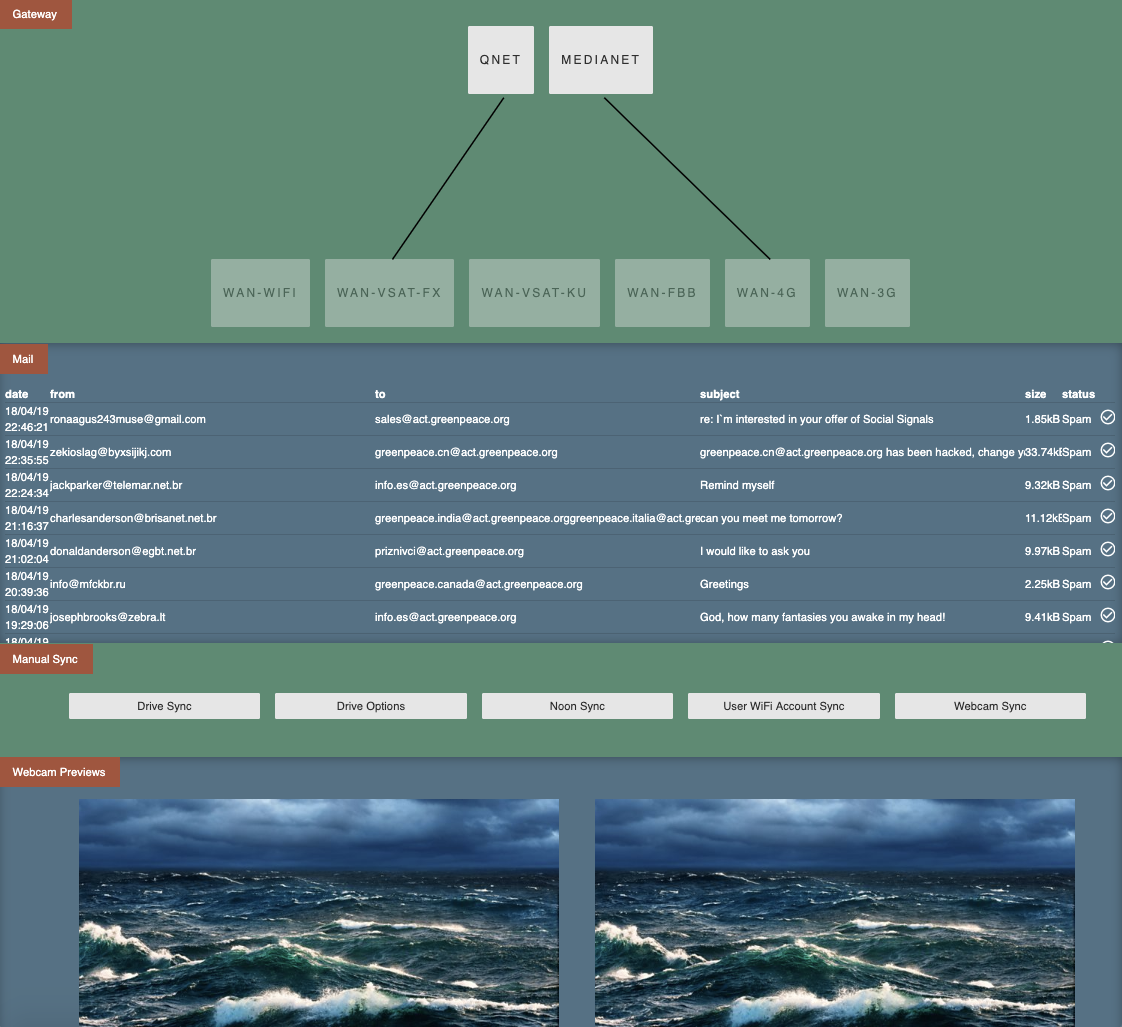 Gateway
QNET MEDIANET
WAN-WIFI WAN-VSAT-FX WAN-VSAT-KU WAN-FBB WAN-4G WAN-3G
Mail
date from to subject size status
18/04/19 22:46:21 ronaagus243muse@gmail.com sales@act.greenpeace.org re: I`m interested in your offer of Social Signals 1.85kB Spam
18/04/19 22:35:55 zekioslag@byxsijikj.com greenpeace.cn@act.greenpeace.org greenpeace.cn@act.greenpeace.org has been hacked, change y 33.74kB Spam
18/04/19 22:24:34 jackparker@telemar.net.br info.es@act.greenpeace.org Remind myself 9.32kB Spam
18/04/19 21:16:37 charlesanderson@brisanet.net.br greenpeace.india@act.greenpeace.orggreenpeace.italia@act.gre can you meet me tomorrow? 11.12kB Spam
18/04/19 21:02:04 donaldanderson@egbt.net.br priznivci@act.greenpeace.org I would like to ask you 9.97kB Spam
18/04/19 20:39:36 info@mfckbr.ru greenpeace.canada@act.greenpeace.org Greetings 2.25kB Spam
18/04/19 19:29:06 josephbrooks@zebra.lt info.es@act.greenpeace.org God, how many fantasies you awake in my head! 9.41kB Spam
18/04/19
Manual Sync
Drive Sync Drive Options Noon Sync User WiFi Account Sync Webcam Sync
Webcam Previews